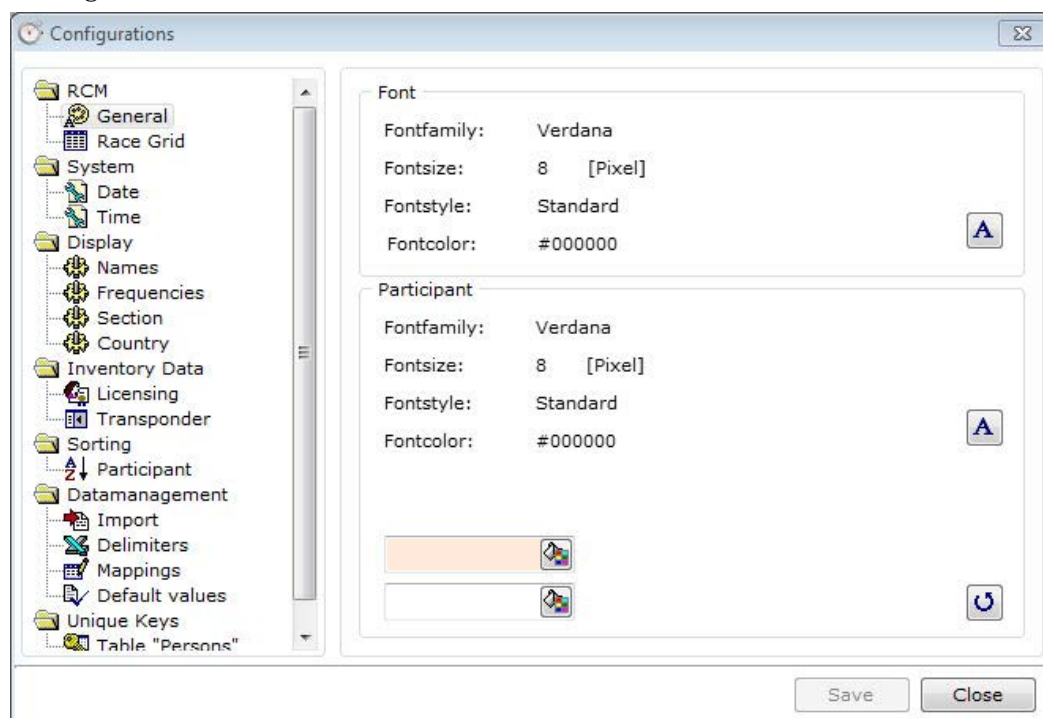 Configurations
RCM
General
Race Grid
System
Date
Time
Display
Names
Frequencies
Section
Country
Inventory Data
Licensing
Transponder
Sorting
Participant
Datamanagement
Import
Delimiters
Mappings
Default values
Unique Keys
Table "Persons"
Font
Fontfamily: Verdana
Fontsize: 8 [Pixel]
Fontstyle: Standard
Fontcolor: #000000
A
Participant
Fontfamily: Verdana
Fontsize: 8 [Pixel]
Fontstyle: Standard
Fontcolor: #000000
A
Save Close